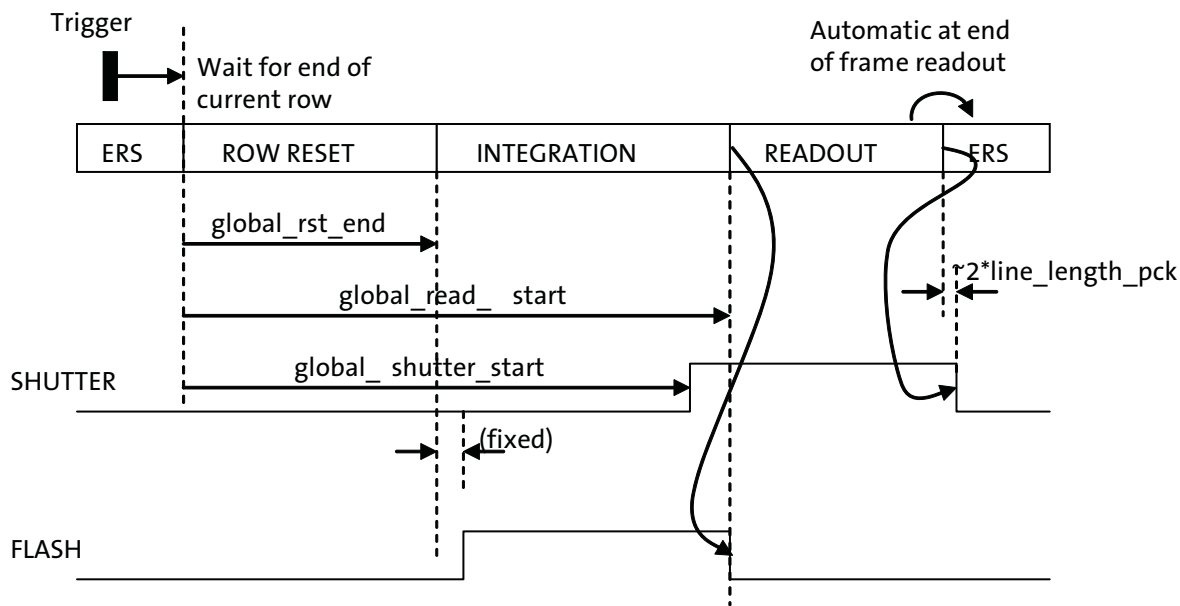 Trigger
Automatic at end
of frame readout
Wait for end of
current row
ERS ROW RESET INTEGRATION READOUT ERS
global_rst_end
~2*line_length_pck
global_read_ start
global_ shutter_start
SHUTTER
(fixed)
FLASH